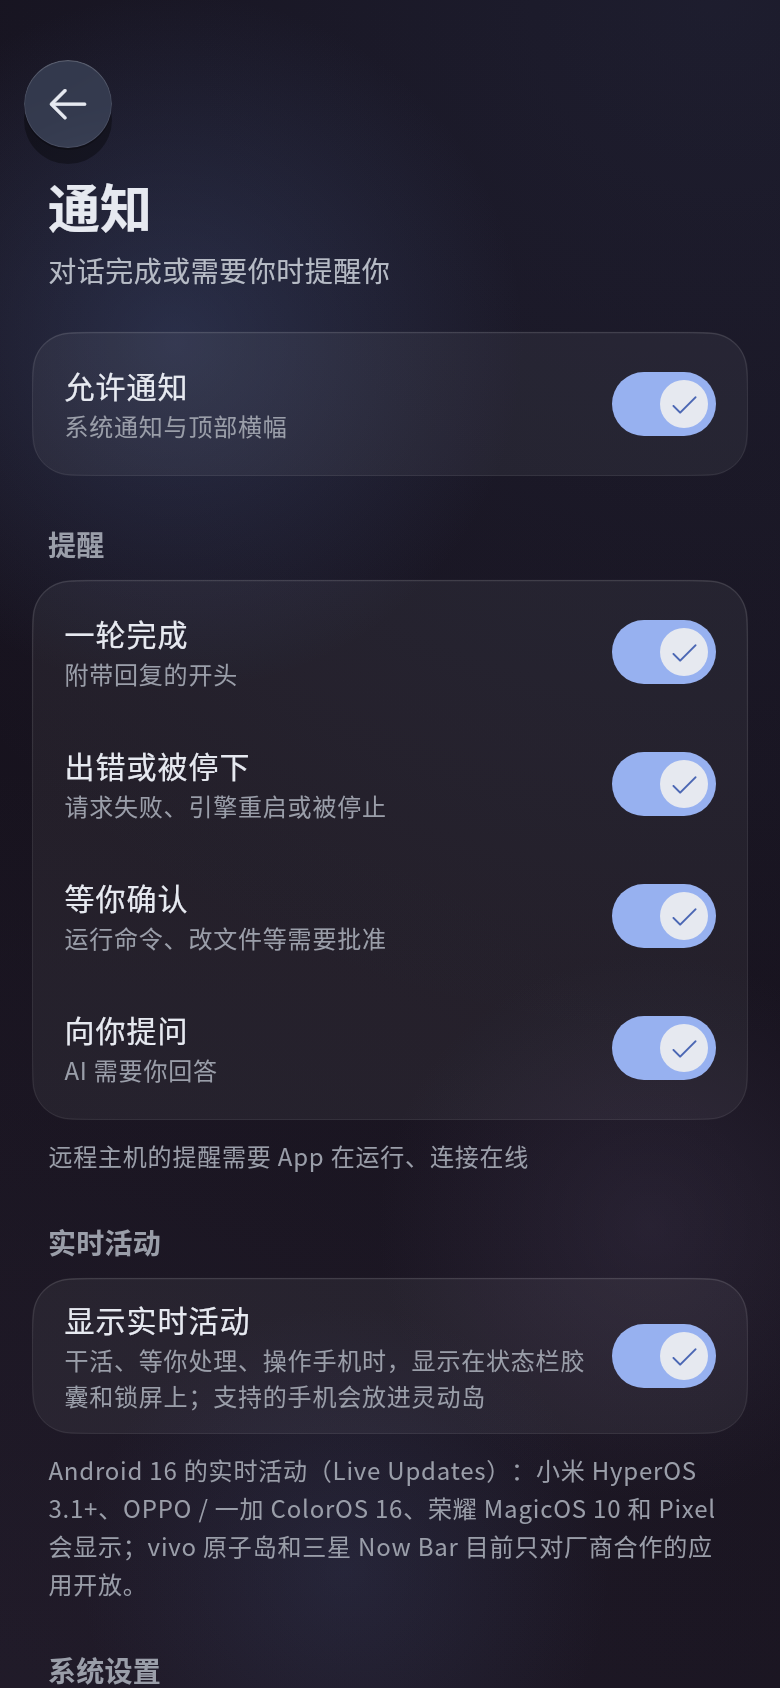 通知
对话完成或需要你时提醒你
允许通知
系统通知与顶部横幅
提醒
一轮完成
附带回复的开头
出错或被停下
请求失败、引擎重启或被停止
等你确认
运行命令、改文件等需要批准
向你提问
AI 需要你回答
远程主机的提醒需要 App 在运行、连接在线
实时活动
显示实时活动
干活、等你处理、操作手机时，显示在状态栏胶
囊和锁屏上；支持的手机会放进灵动岛
Android 16 的实时活动（Live Updates）：小米 HyperOS
3.1+、OPPO / 一加 ColorOS 16、荣耀 MagicOS 10 和 Pixel
会显示；vivo 原子岛和三星 Now Bar 目前只对厂商合作的应
用开放。
系统设置